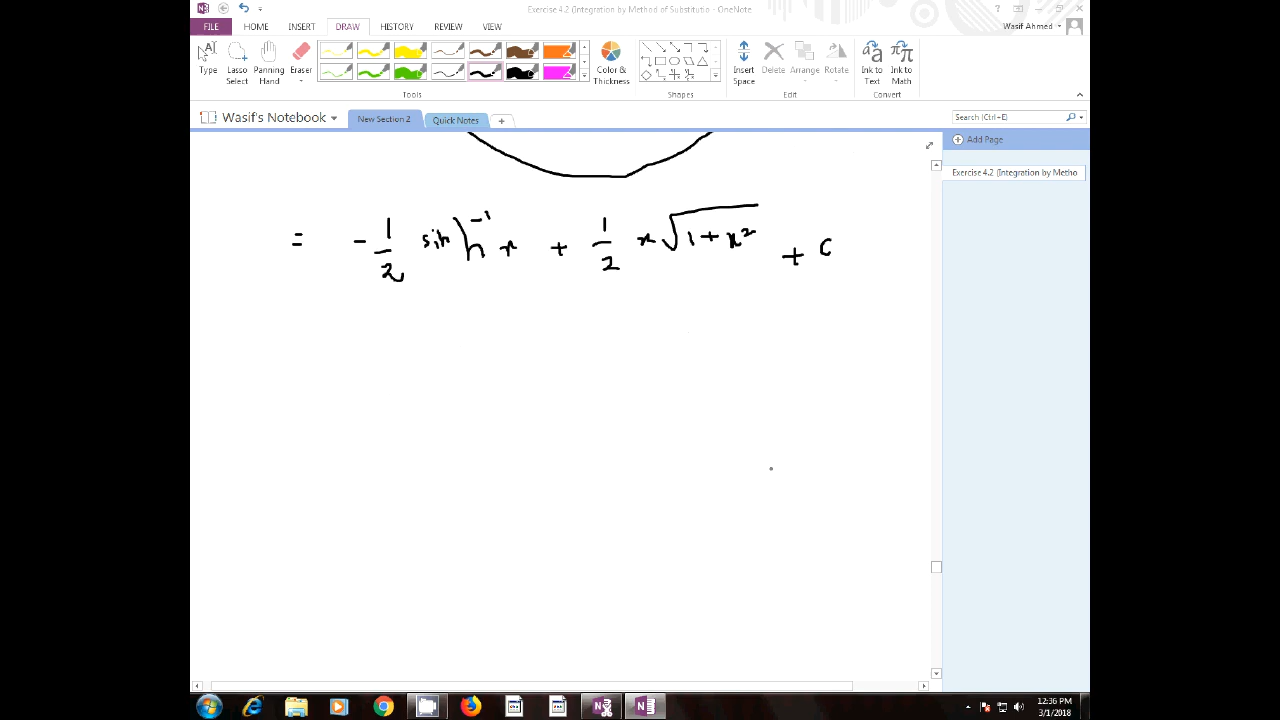 Exercise 4.2 (Integration by Method of Substitutio - OneNote
FILE HOME INSERT DRAW HISTORY REVIEW VIEW Wasif Ahmed
Type Lasso Select Panning Hand Eraser Color & Thickness Insert Space Delete Arrange Rotate Ink to Text Ink to Math
Tools Shapes Edit Convert
Wasif's Notebook New Section 2 Quick Notes Search (Ctrl+E)
Add Page
Exercise 4.2 (Integration by Metho
= - 1/2 sinh⁻¹ x + 1/2 x √(1 + x²) + C
12:36 PM
3/1/2018